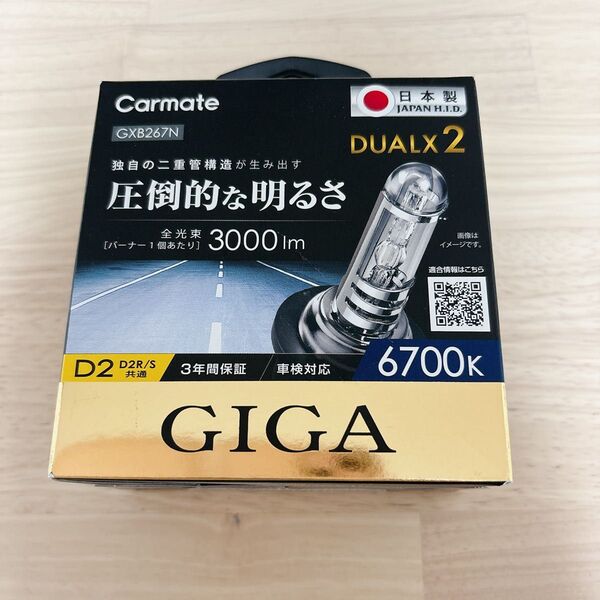 Carmate
日本製
JAPAN H.I.D.
GXB267N
DUALX2
独自の二重管構造が生み出す
圧倒的な明るさ
全光束
[バーナー1個あたり] 3000 lm
画像は
イメージです。
適合情報はこちら
D2 D2R/S
共通
3年間保証
車検対応
6700K
GIGA